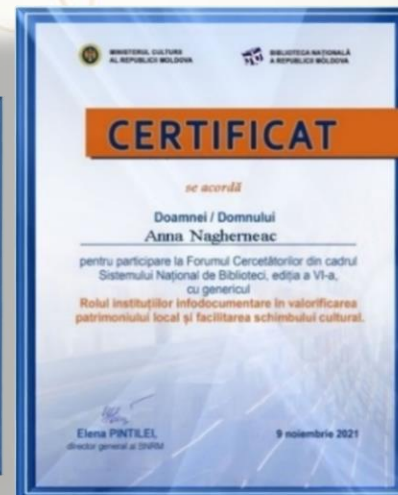 MINISTERUL CULTURII
AL REPUBLICII MOLDOVA
BIBLIOTECA NAȚIONALĂ
A REPUBLICII MOLDOVA
CERTIFICAT
se acordă
Doamnei / Domnului
Anna Nagherneac
pentru participare la Forumul Cercetătorilor din cadrul
Sistemului Național de Biblioteci, ediția a VI-a,
cu genericul
Rolul instituțiilor infodocumentare în valorificarea
patrimoniului local și facilitarea schimbului cultural.
Elena PINTILEI,
director general al BNRM
9 noiembrie 2021